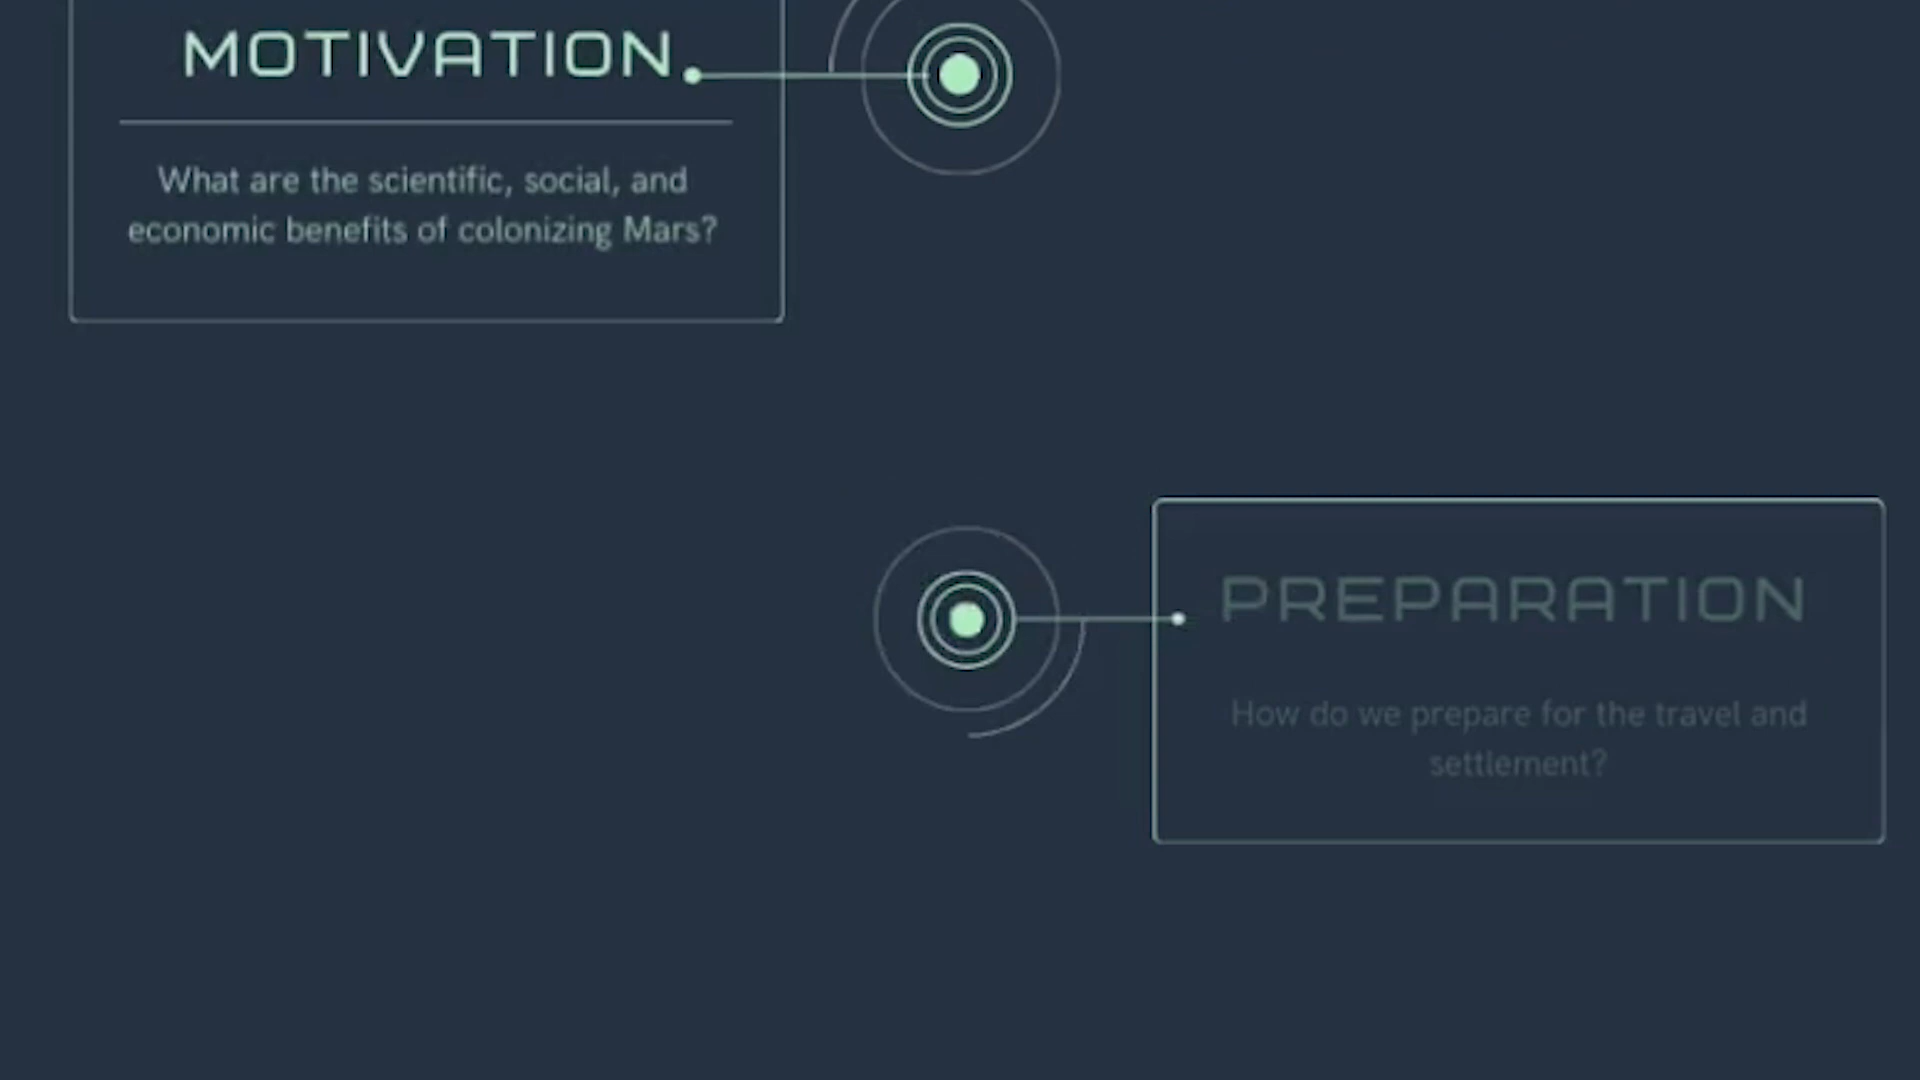 MOTIVATION
What are the scientific, social, and
economic benefits of colonizing Mars?
PREPARATION
How do we prepare for the travel and
settlement?